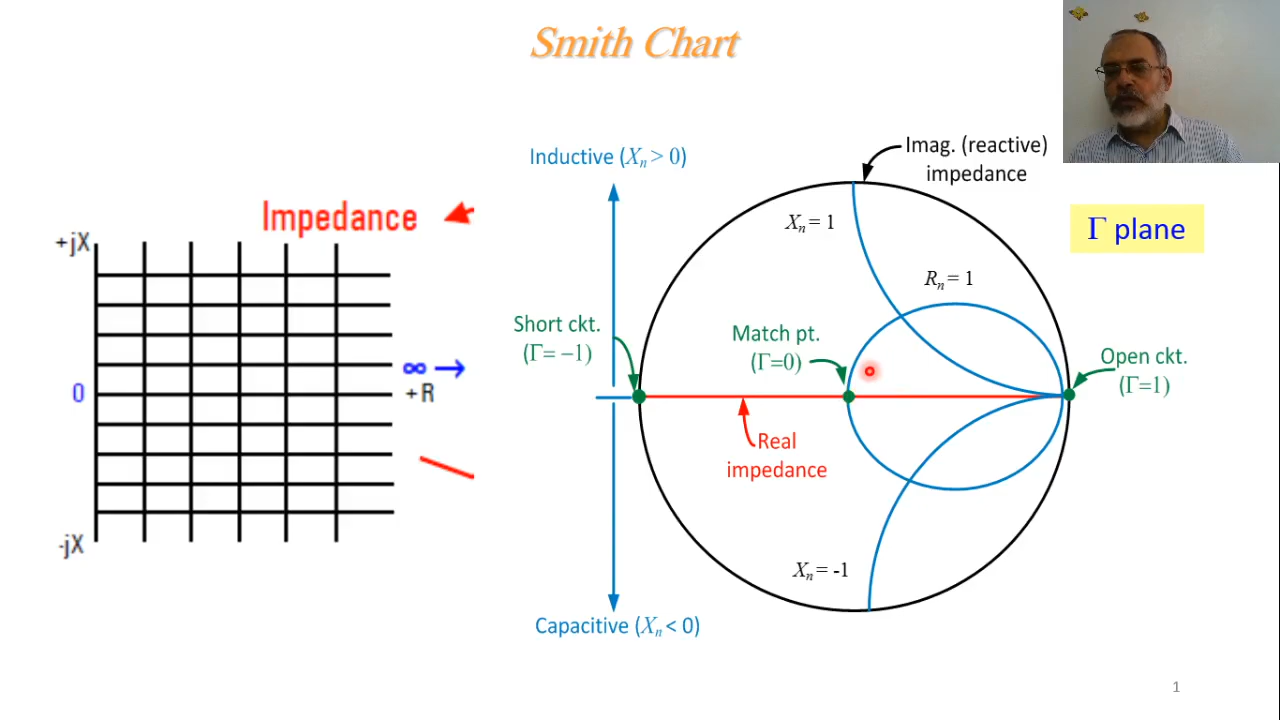 Smith Chart
Impedance
+jX
0
∞ →
+R
-jX
Inductive (Xₙ > 0)
Short ckt.
(Γ= −1)
Capacitive (Xₙ < 0)
Imag. (reactive)
impedance
Xₙ = 1
Rₙ = 1
Match pt.
(Γ=0)
Open ckt.
(Γ=1)
Real
impedance
Xₙ = -1
Γ plane
1